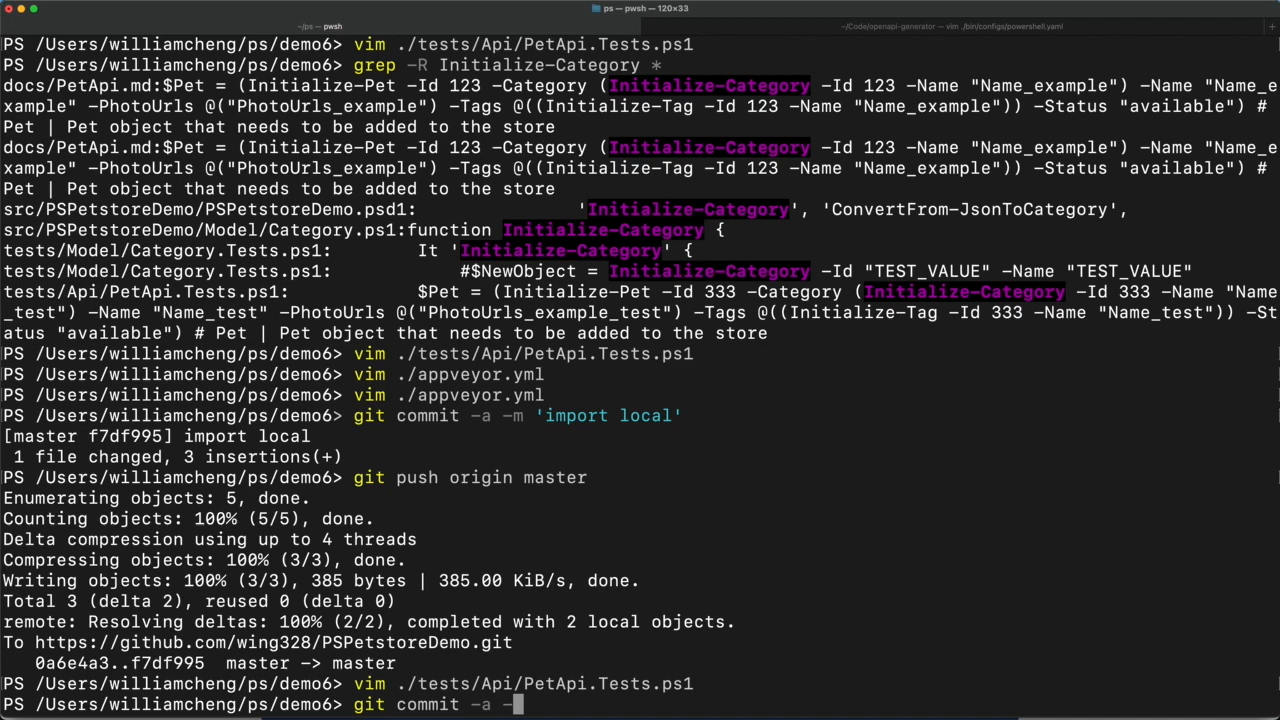 ps — pwsh — 120×33
~/ps — pwsh
~/Code/openapi-generator — vim ./bin/configs/powershell.yaml
+
PS /Users/williamcheng/ps/demo6> vim ./tests/Api/PetApi.Tests.ps1
PS /Users/williamcheng/ps/demo6> grep -R Initialize-Category *
docs/PetApi.md:$Pet = (Initialize-Pet -Id 123 -Category (Initialize-Category -Id 123 -Name "Name_example") -Name "Name_e
xample" -PhotoUrls @("PhotoUrls_example") -Tags @((Initialize-Tag -Id 123 -Name "Name_example")) -Status "available") #
Pet | Pet object that needs to be added to the store
docs/PetApi.md:$Pet = (Initialize-Pet -Id 123 -Category (Initialize-Category -Id 123 -Name "Name_example") -Name "Name_e
xample" -PhotoUrls @("PhotoUrls_example") -Tags @((Initialize-Tag -Id 123 -Name "Name_example")) -Status "available") #
Pet | Pet object that needs to be added to the store
src/PSPetstoreDemo/PSPetstoreDemo.psd1:               'Initialize-Category', 'ConvertFrom-JsonToCategory',
src/PSPetstoreDemo/Model/Category.ps1:function Initialize-Category {
tests/Model/Category.Tests.ps1:        It 'Initialize-Category' {
tests/Model/Category.Tests.ps1:            #$NewObject = Initialize-Category -Id "TEST_VALUE" -Name "TEST_VALUE"
tests/Api/PetApi.Tests.ps1:            $Pet = (Initialize-Pet -Id 333 -Category (Initialize-Category -Id 333 -Name "Name
_test") -Name "Name_test" -PhotoUrls @("PhotoUrls_example_test") -Tags @((Initialize-Tag -Id 333 -Name "Name_test")) -St
atus "available") # Pet | Pet object that needs to be added to the store
PS /Users/williamcheng/ps/demo6> vim ./tests/Api/PetApi.Tests.ps1
PS /Users/williamcheng/ps/demo6> vim ./appveyor.yml
PS /Users/williamcheng/ps/demo6> vim ./appveyor.yml
PS /Users/williamcheng/ps/demo6> git commit -a -m 'import local'
[master f7df995] import local
 1 file changed, 3 insertions(+)
PS /Users/williamcheng/ps/demo6> git push origin master
Enumerating objects: 5, done.
Counting objects: 100% (5/5), done.
Delta compression using up to 4 threads
Compressing objects: 100% (3/3), done.
Writing objects: 100% (3/3), 385 bytes | 385.00 KiB/s, done.
Total 3 (delta 2), reused 0 (delta 0)
remote: Resolving deltas: 100% (2/2), completed with 2 local objects.
To https://github.com/wing328/PSPetstoreDemo.git
   0a6e4a3..f7df995  master -> master
PS /Users/williamcheng/ps/demo6> vim ./tests/Api/PetApi.Tests.ps1
PS /Users/williamcheng/ps/demo6> git commit -a -